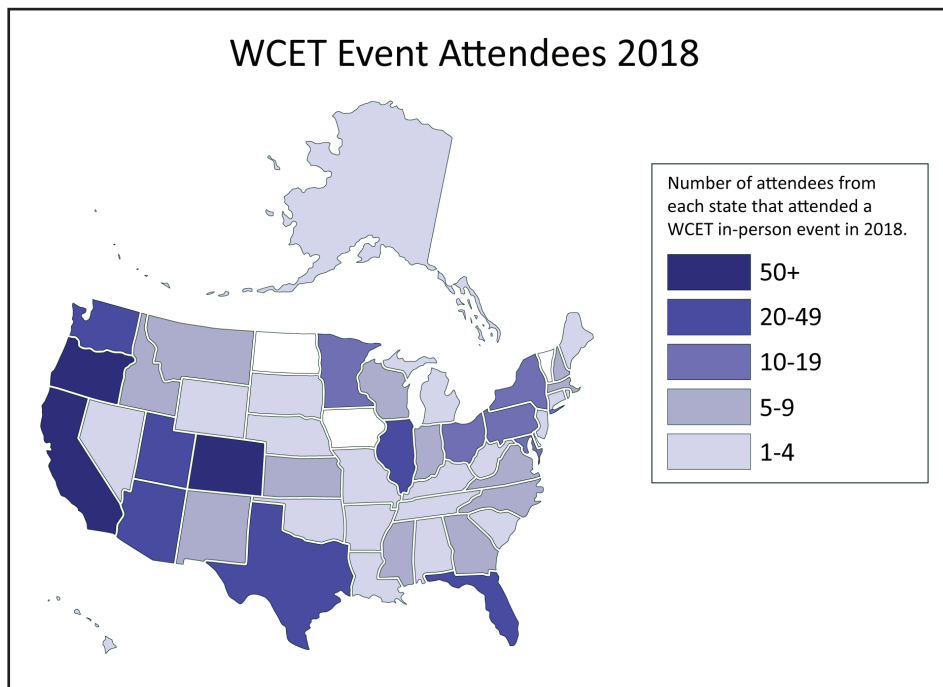 WCET Event Attendees 2018
Number of attendees from
each state that attended a
WCET in-person event in 2018.
50+
20-49
10-19
5-9
1-4